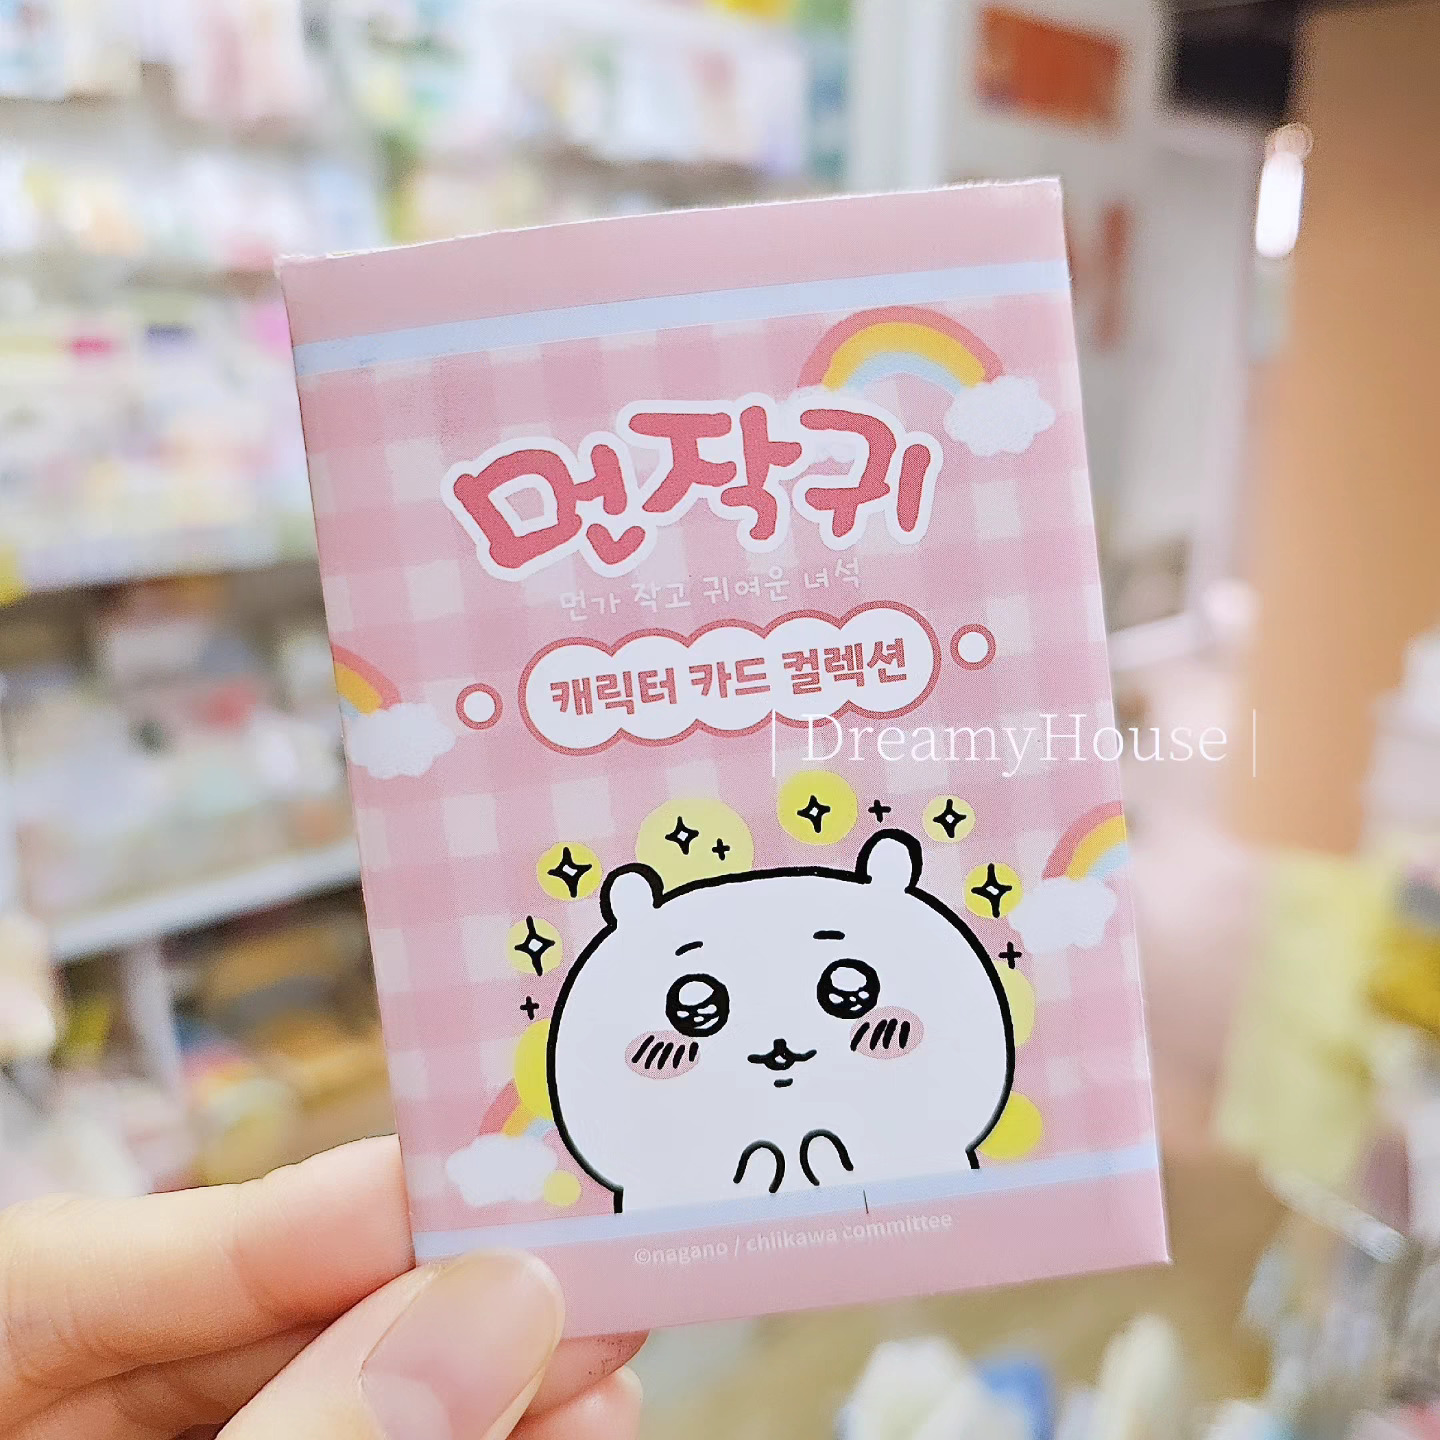 먼작귀
먼가 작고 귀여운 녀석
캐릭터 카드 컬렉션
| DreamyHouse |
©nagano / chiikawa committee